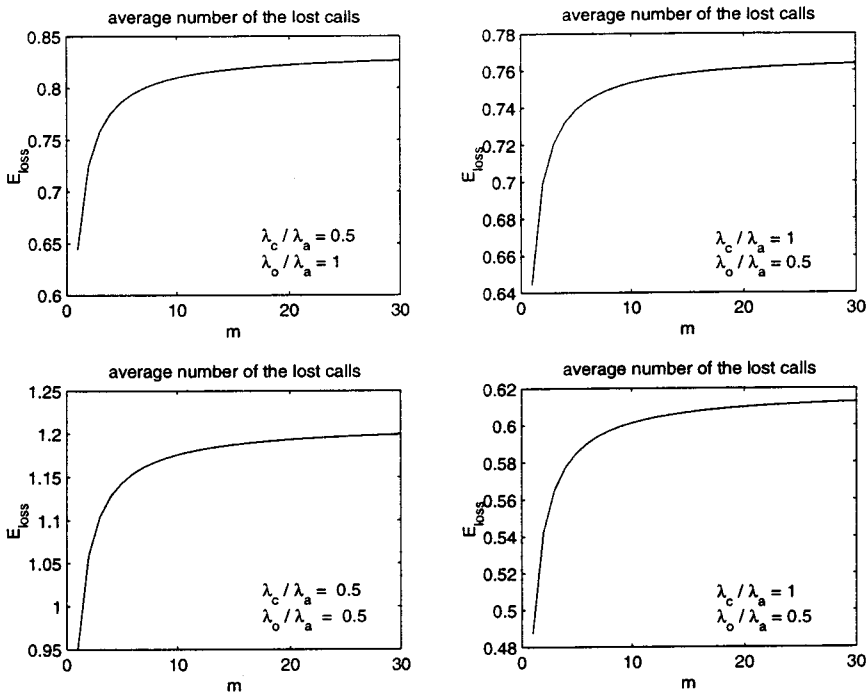 average number of the lost calls
0.85
0.8
0.75
0.7
0.65
0.6
E_loss
λ_c / λ_a = 0.5
λ_o / λ_a = 1
0 10 20 30
m
average number of the lost calls
0.78
0.76
0.74
0.72
0.7
0.68
0.66
0.64
E_loss
λ_c / λ_a = 1
λ_o / λ_a = 0.5
0 10 20 30
m
average number of the lost calls
1.25
1.2
1.15
1.1
1.05
1
0.95
E_loss
λ_c / λ_a = 0.5
λ_o / λ_a = 0.5
0 10 20 30
m
average number of the lost calls
0.62
0.6
0.58
0.56
0.54
0.52
0.5
0.48
E_loss
λ_c / λ_a = 1
λ_o / λ_a = 0.5
0 10 20 30
m